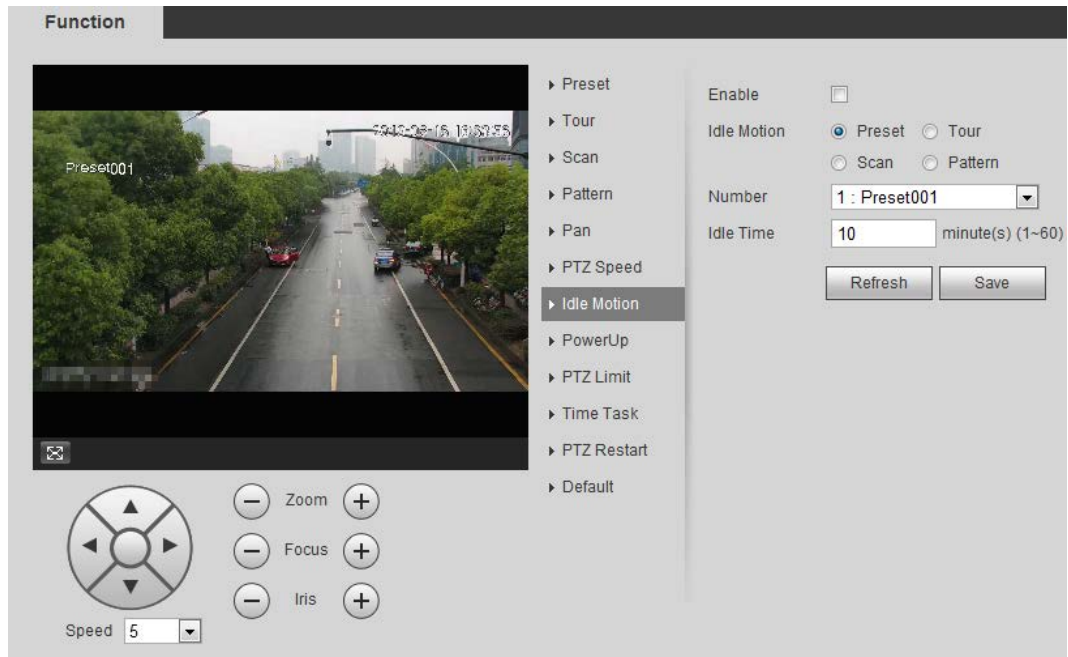 Function
Preset001
Zoom
Focus
Iris
Speed 5
Preset
Tour
Scan
Pattern
Pan
PTZ Speed
Idle Motion
PowerUp
PTZ Limit
Time Task
PTZ Restart
Default
Enable
Idle Motion Preset Tour
Scan Pattern
Number 1 : Preset001
Idle Time 10 minute(s) (1~60)
Refresh Save